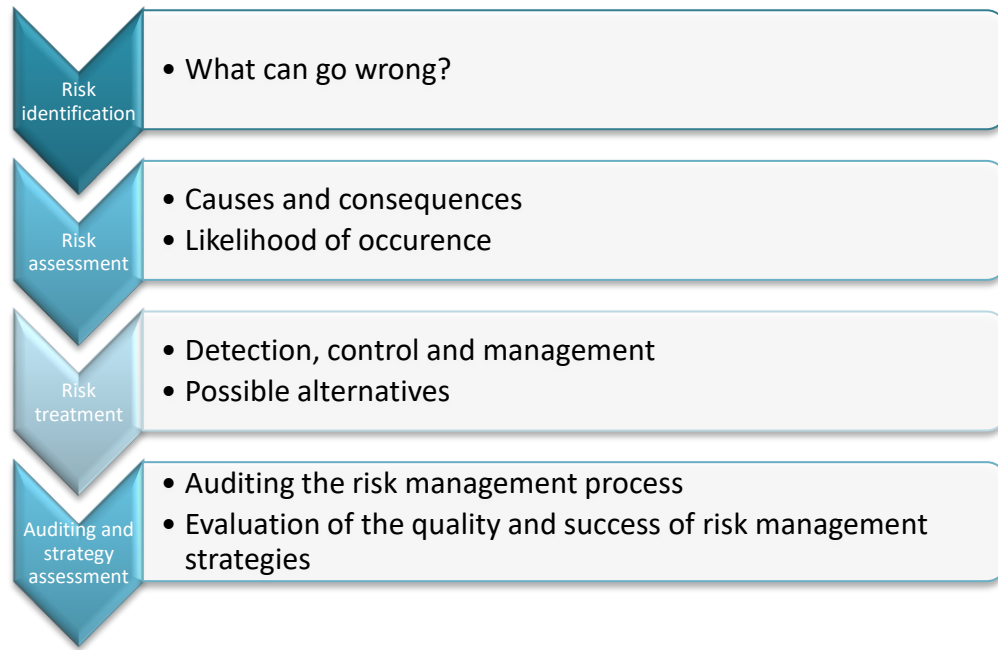 Risk
identification
• What can go wrong?
Risk
assessment
• Causes and consequences
• Likelihood of occurence
Risk
treatment
• Detection, control and management
• Possible alternatives
Auditing and
strategy
assessment
• Auditing the risk management process
• Evaluation of the quality and success of risk management
strategies